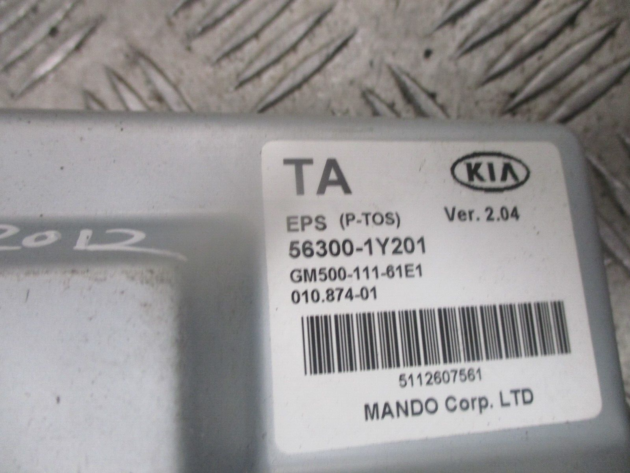 TA KIA
EPS (P-TOS) Ver. 2.04
56300-1Y201
GM500-111-61E1
010.874-01
5112607561
MANDO Corp. LTD
2012